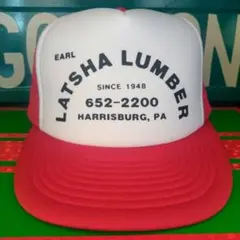 EARL
LATSHA LUMBER
SINCE 1948
652-2200
HARRISBURG, PA